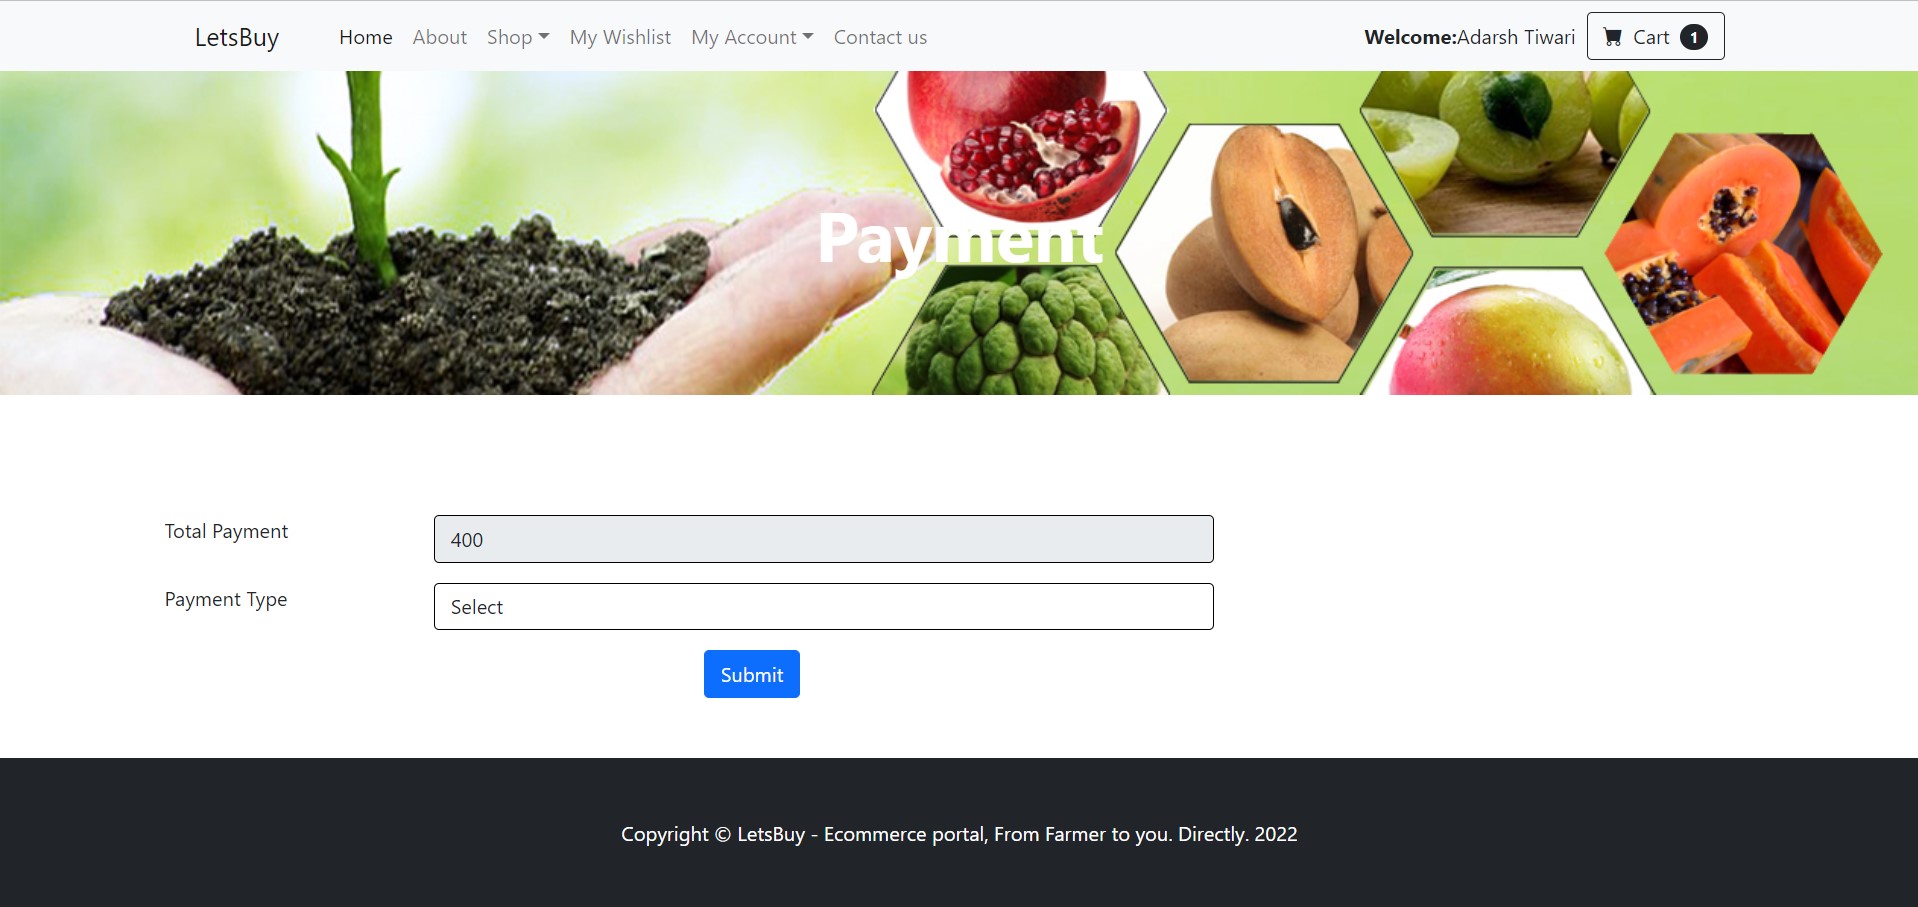 LetsBuy Home About Shop My Wishlist My Account Contact us Welcome:Adarsh Tiwari Cart 1
Payment
Total Payment 400
Payment Type Select
Submit
Copyright © LetsBuy - Ecommerce portal, From Farmer to you. Directly. 2022